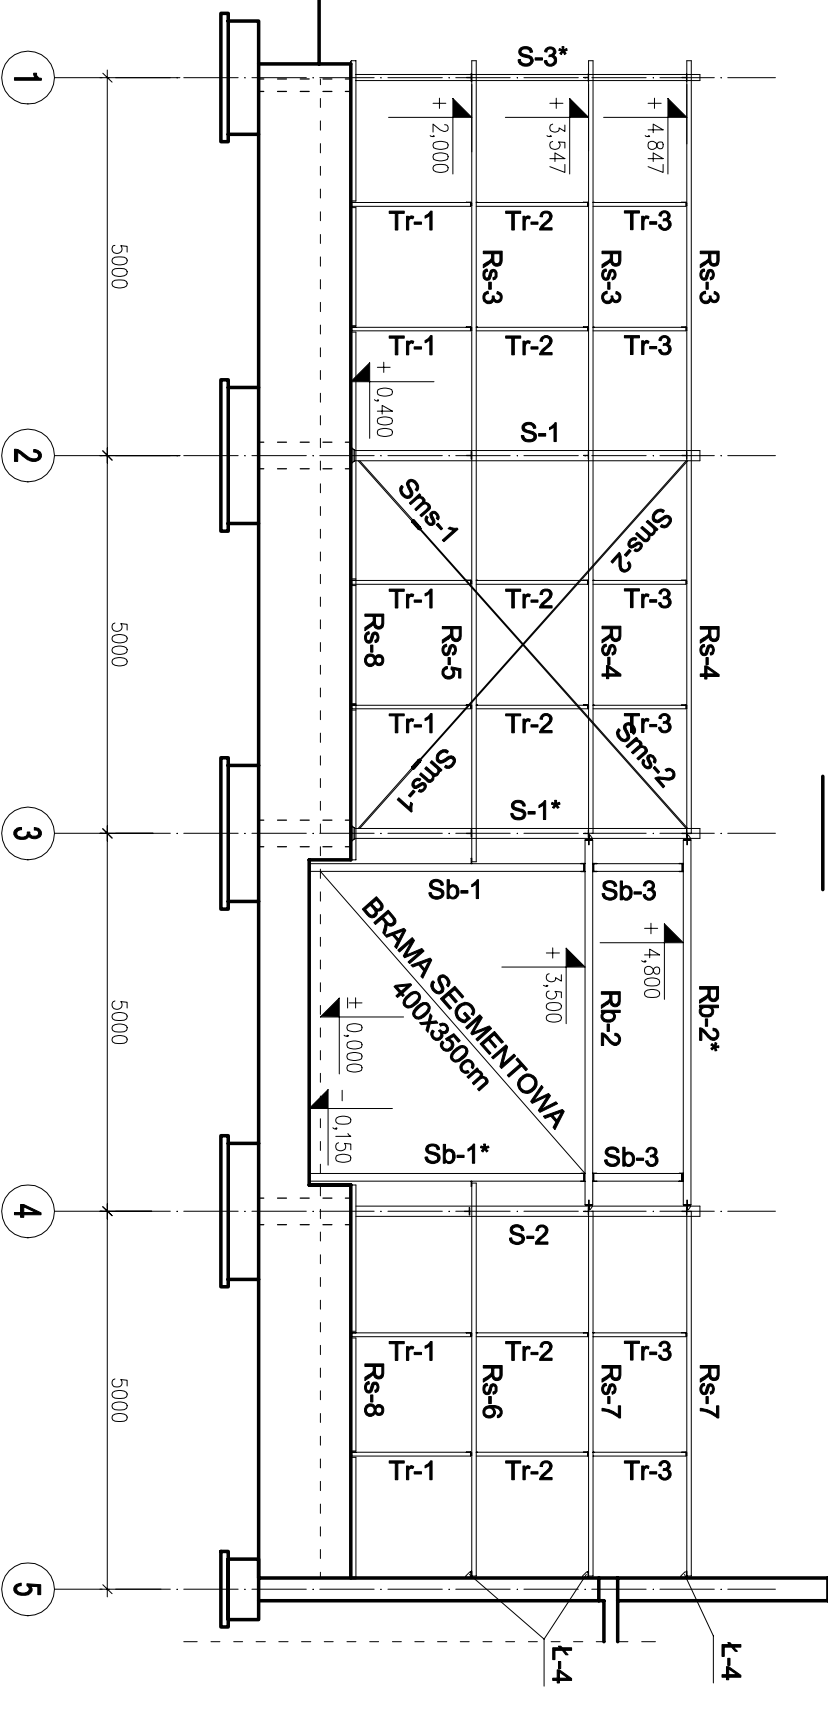 S-3*
1
+ 2,000
+ 3,547
+ 4,847
Tr-1
Tr-2
Tr-3
5000
Rs-3
Rs-3
Rs-3
Tr-1
Tr-2
Tr-3
+ 0,400
S-1
2
Sms-1
Sms-2
Tr-1
Tr-2
Tr-3
5000
Rs-8
Rs-5
Rs-4
Rs-4
Tr-1
Tr-2
Tr-3
Sms-1
Sms-2
S-1*
3
Sb-1
Sb-3
BRAMA SEGMENTOWA
400x350cm
+ 3,500
+ 4,800
5000
± 0,000
Rb-2
Rb-2*
- 0,150
Sb-1*
Sb-3
4
S-2
Tr-1
Tr-2
Tr-3
5000
Rs-8
Rs-6
Rs-7
Rs-7
Tr-1
Tr-2
Tr-3
5
Ł-4
Ł-4